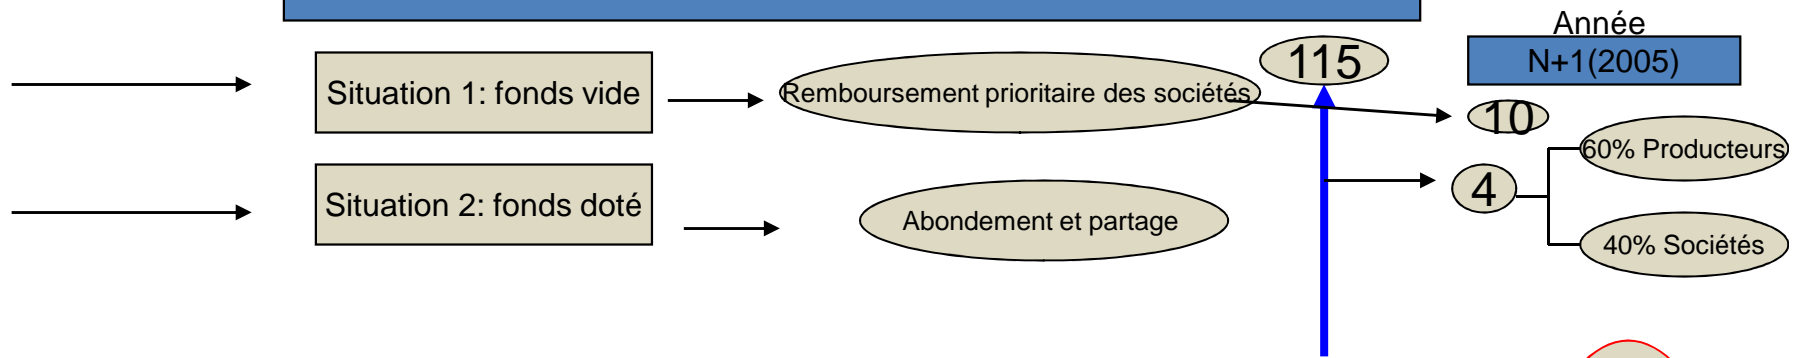 Année
N+1(2005)
115
Situation 1: fonds vide
Remboursement prioritaire des sociétés
10
60% Producteurs
4
Situation 2: fonds doté
Abondement et partage
40% Sociétés